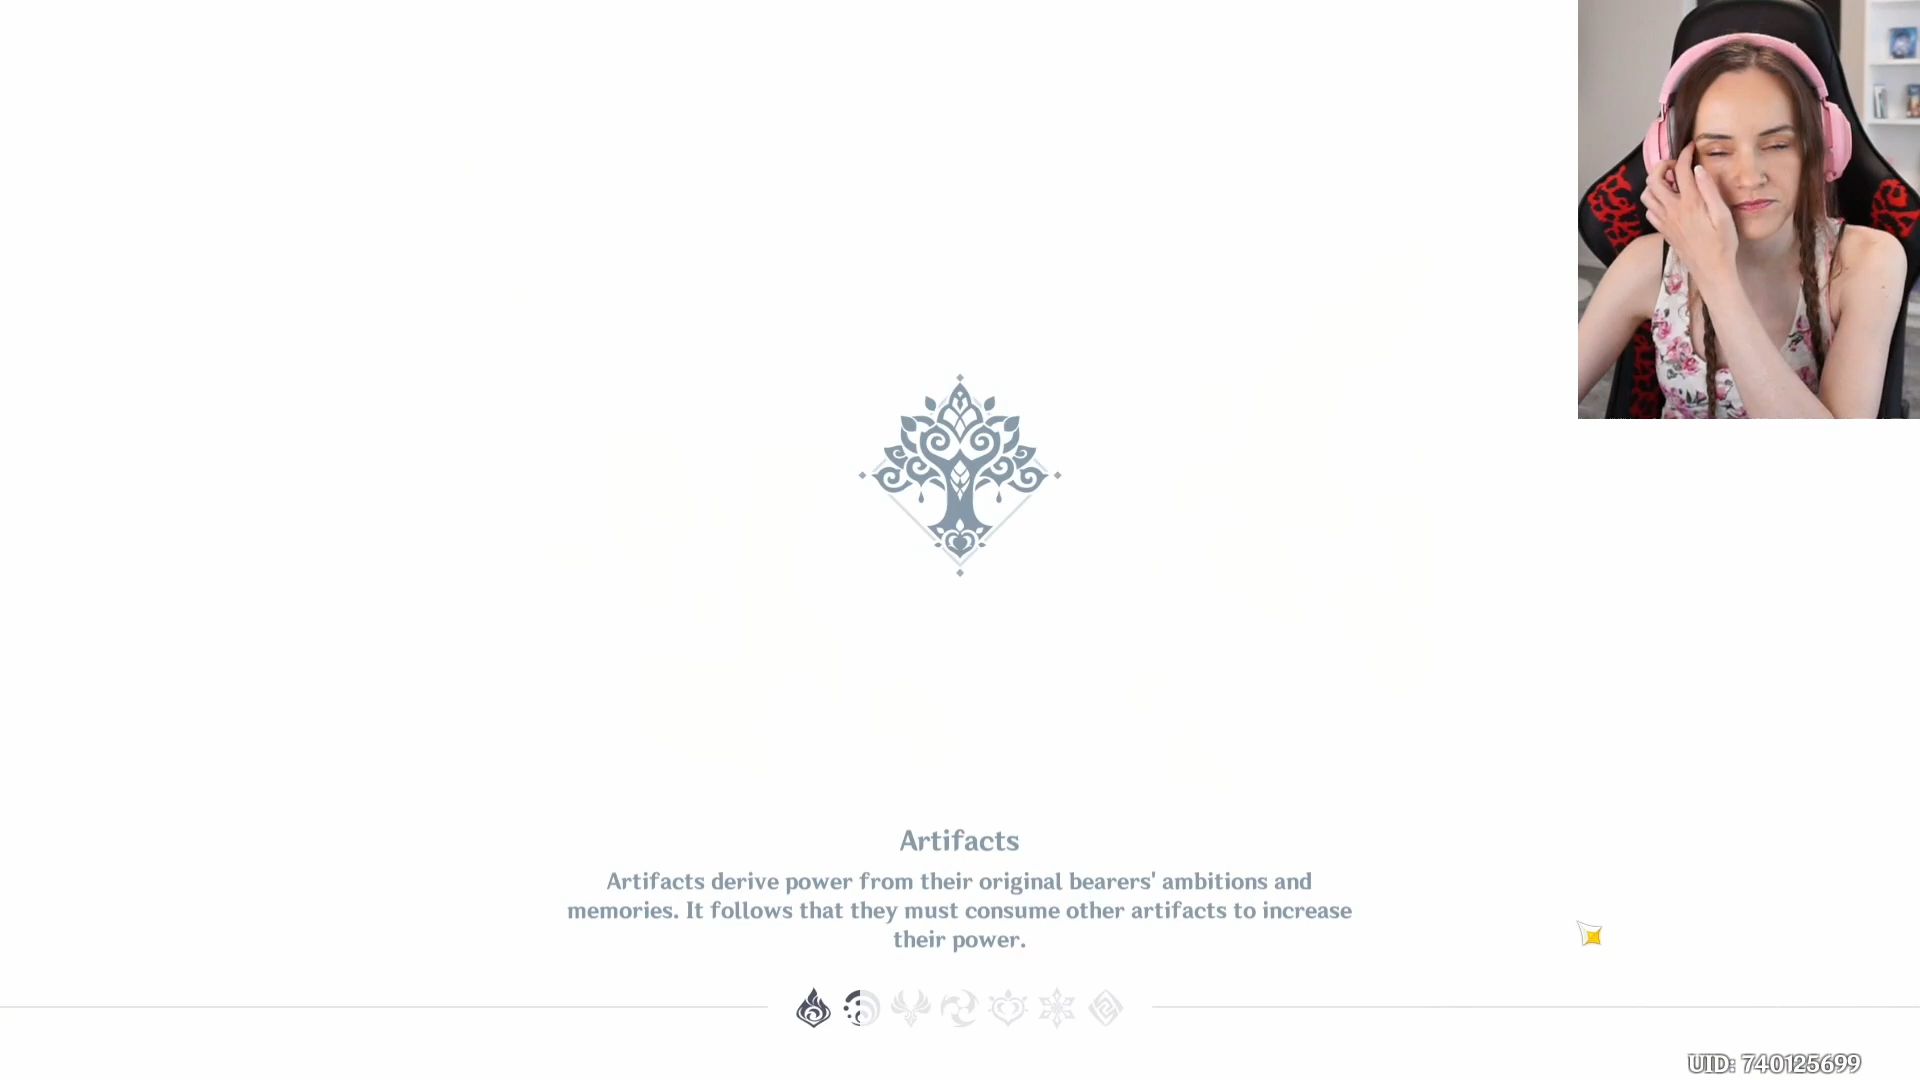 Artifacts
Artifacts derive power from their original bearers' ambitions and
memories. It follows that they must consume other artifacts to increase
their power.
UID: 740125699